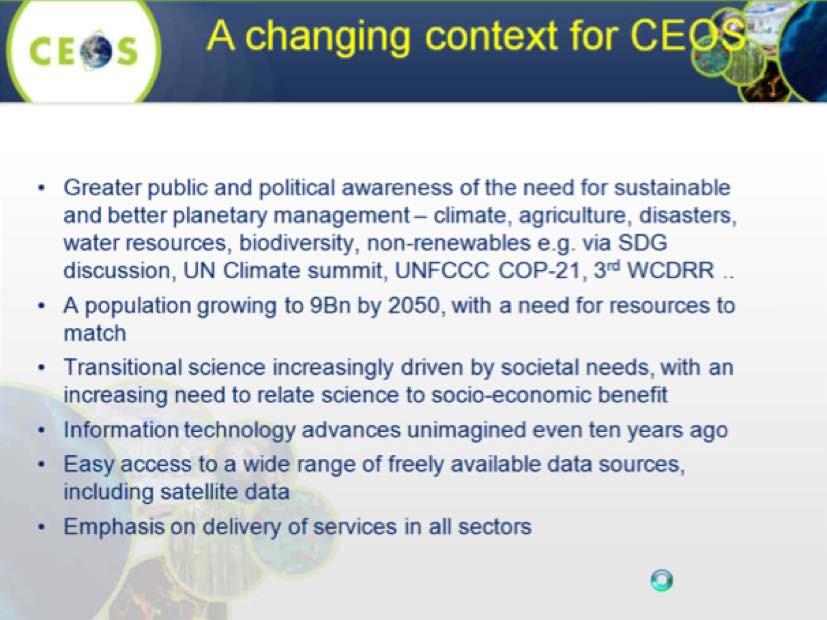 CEOS
A changing context for CEOS
• Greater public and political awareness of the need for sustainable
and better planetary management – climate, agriculture, disasters,
water resources, biodiversity, non-renewables e.g. via SDG
discussion, UN Climate summit, UNFCCC COP-21, 3rd WCDRR ..
• A population growing to 9Bn by 2050, with a need for resources to
match
• Transitional science increasingly driven by societal needs, with an
increasing need to relate science to socio-economic benefit
• Information technology advances unimagined even ten years ago
• Easy access to a wide range of freely available data sources,
including satellite data
• Emphasis on delivery of services in all sectors